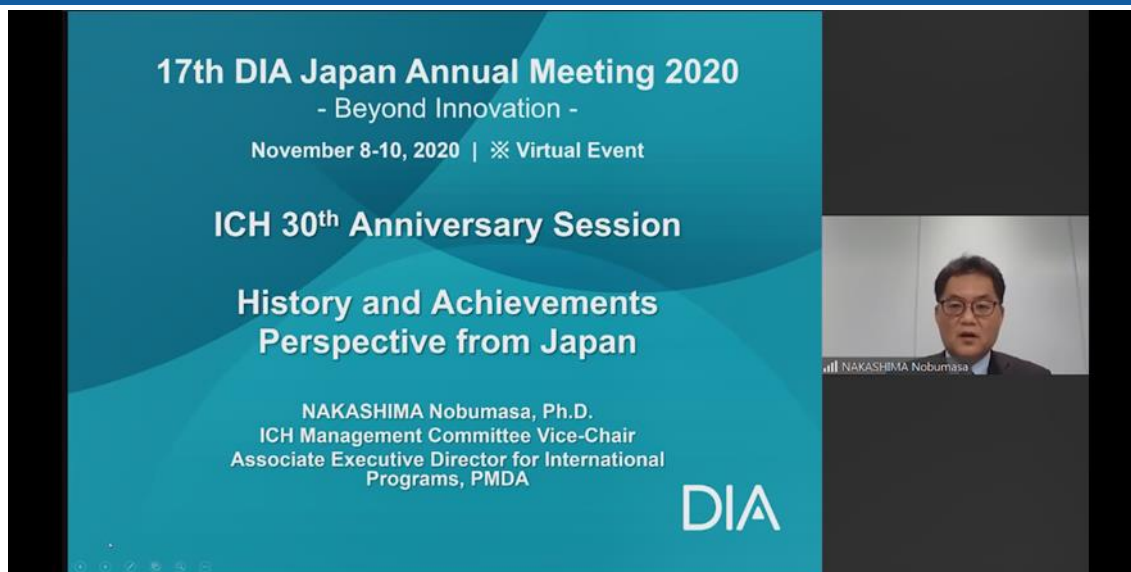 17th DIA Japan Annual Meeting 2020
- Beyond Innovation -
November 8-10, 2020 | ※ Virtual Event
ICH 30th Anniversary Session
History and Achievements
Perspective from Japan
NAKASHIMA Nobumasa, Ph.D.
ICH Management Committee Vice-Chair
Associate Executive Director for International
Programs, PMDA
DIA
NAKASHIMA Nobumasa